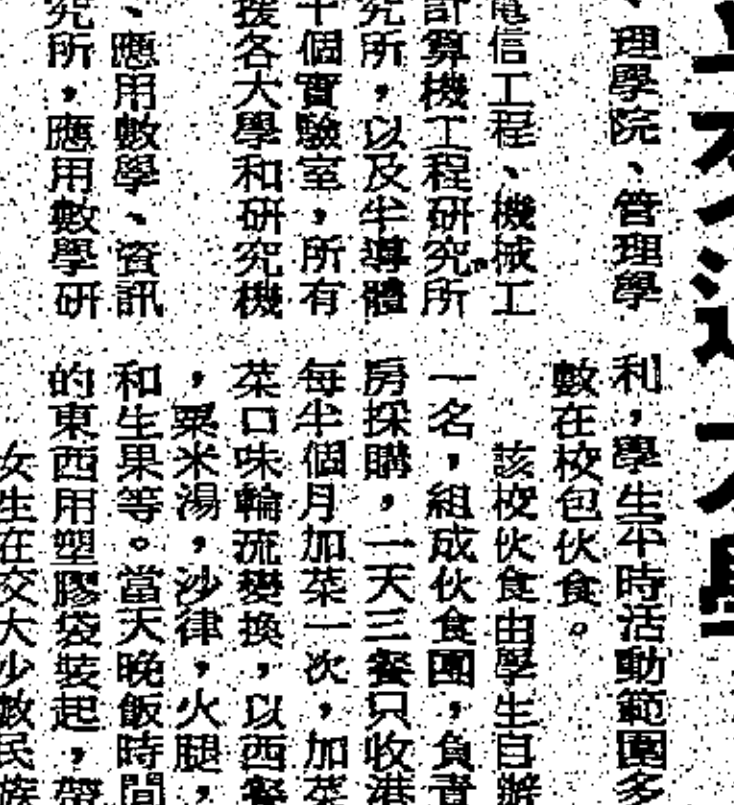 立交通大學
、理學院、管理學
電信工程、機械工
計算機工程研究所
究所,以及半導體
十個實驗室,所有
援各大學和研究機
、應用數學、資訊
究所,應用數學研
利,學生平時活動範圍多
數在校包伙食。
該校伙食由學生自辦
一名,組成伙食團,負責
房採購,一天三餐只收港
每半個月加菜一次,加菜
菜口味輪流變換,以西餐
,粟米湯,沙律,火腿,
和生果等。當天晚飯時間
的東西用塑膠袋裝起,帶
女生在交大少數民族